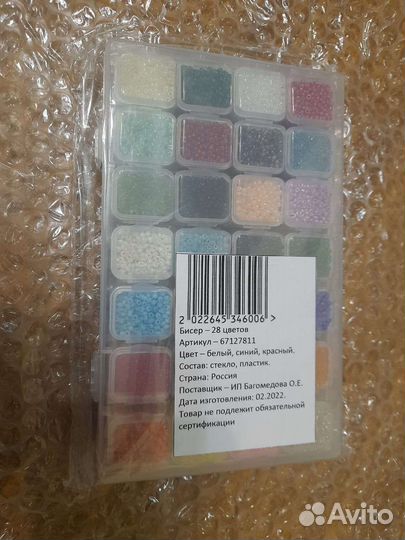 2 022645 346006 >
Бисер – 28 цветов
Артикул – 67127811
Цвет – белый, синий, красный.
Состав: стекло, пластик.
Страна: Россия
Поставщик – ИП Багомедова О.Е.
Дата изготовления: 02.2022.
Товар не подлежит обязательной
сертификации
Avito